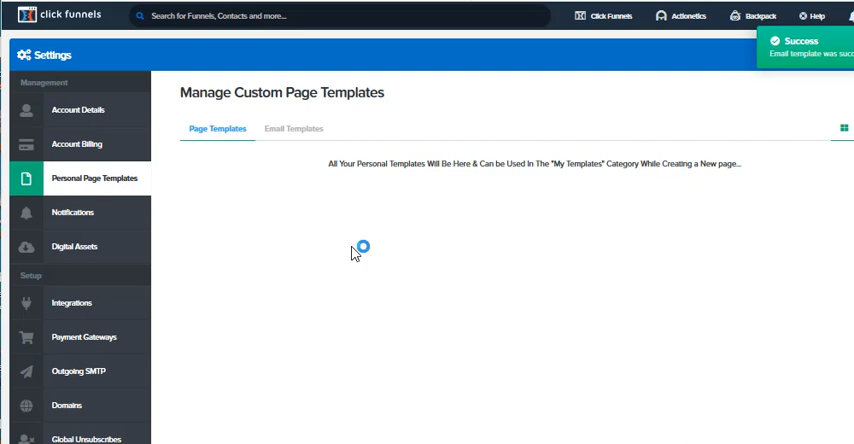 click funnels
Search for Funnels, Contacts and more...
Click Funnels
Actionetics
Backpack
Help
Success
Email template was succ
Settings
Management
Account Details
Account Billing
Personal Page Templates
Notifications
Digital Assets
Setup
Integrations
Payment Gateways
Outgoing SMTP
Domains
Global Unsubscribes
Manage Custom Page Templates
Page Templates
Email Templates
All Your Personal Templates Will Be Here & Can be Used In The "My Templates" Category While Creating a New page...